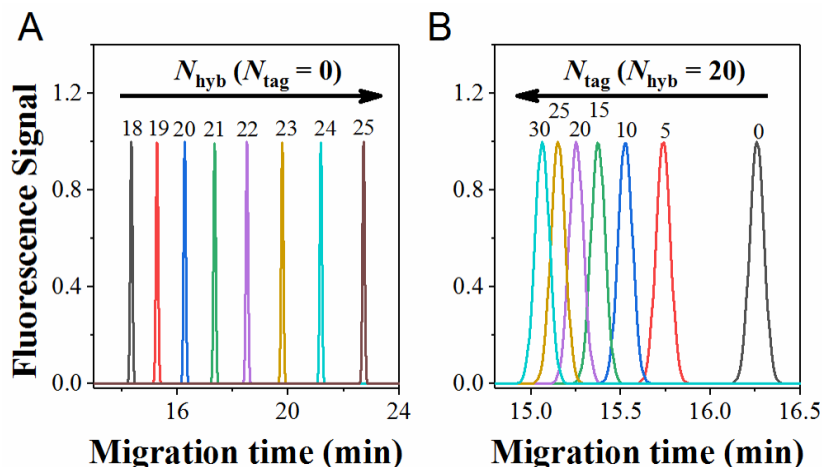 A
B
N_hyb (N_tag = 0)
N_tag (N_hyb = 20)
18 19 20 21 22 23 24 25
30 25 20 15 10 5 0
Fluorescence Signal
1.2
0.8
0.4
0.0
1.2
0.8
0.4
0.0
16 20 24
15.0 15.5 16.0 16.5
Migration time (min)
Migration time (min)